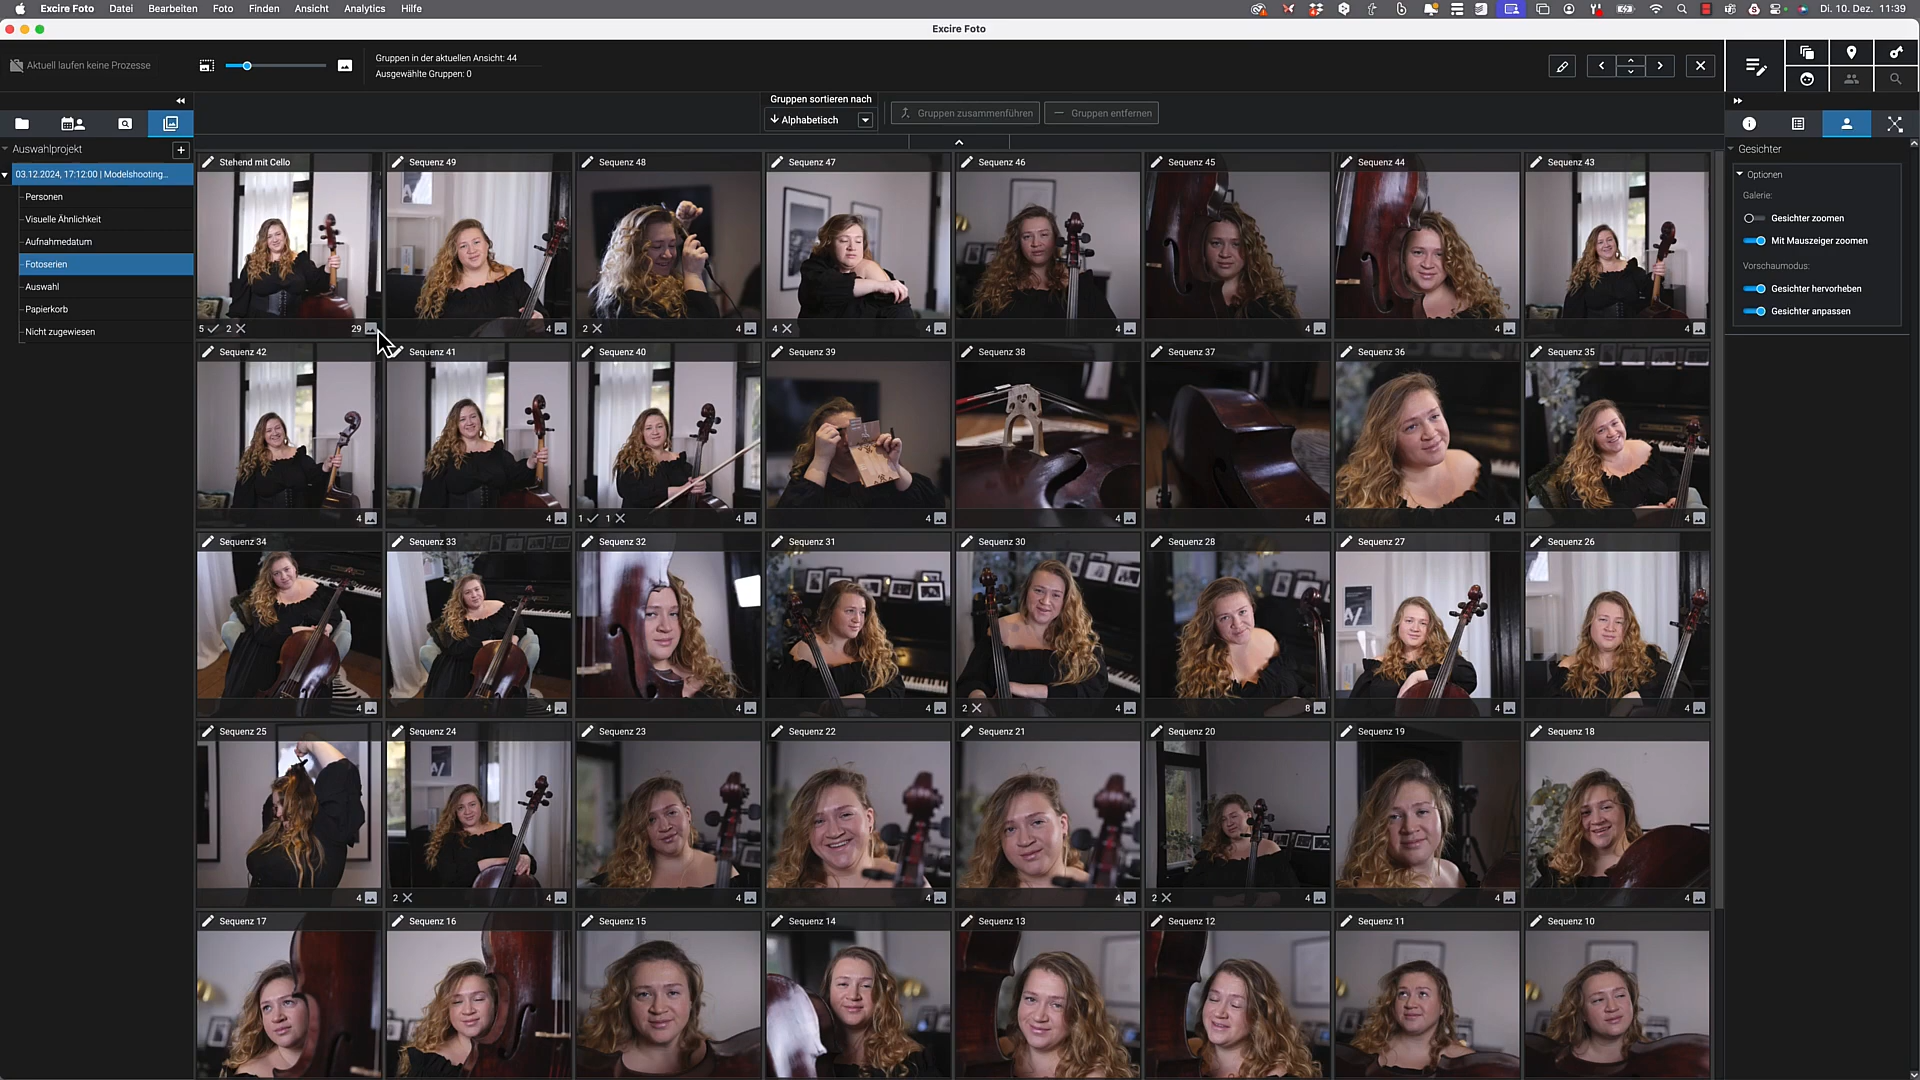 Excire Foto Datei Bearbeiten Foto Finden Ansicht Analytics Hilfe Di. 10. Dez. 11:39
Excire Foto
Aktuell laufen keine Prozesse
Gruppen in der aktuellen Ansicht: 44
Ausgewählte Gruppen: 0
Gruppen sortieren nach
Alphabetisch
Gruppen zusammenführen
Gruppen entfernen
Auswahlprojekt
03.12.2024, 17:12:00 | Modelshooting...
Personen
Visuelle Ähnlichkeit
Aufnahmedatum
Fotoserien
Auswahl
Papierkorb
Nicht zugewiesen
Stehend mit Cello Sequenz 49 Sequenz 48 Sequenz 47 Sequenz 46 Sequenz 45 Sequenz 44 Sequenz 43
5 2 29 4 2 4 4 4 4 4 4 4
Sequenz 42 Sequenz 41 Sequenz 40 Sequenz 39 Sequenz 38 Sequenz 37 Sequenz 36 Sequenz 35
4 4 1 1 4 4 4 4 4 4
Sequenz 34 Sequenz 33 Sequenz 32 Sequenz 31 Sequenz 30 Sequenz 28 Sequenz 27 Sequenz 26
4 4 4 4 2 4 8 4 4
Sequenz 25 Sequenz 24 Sequenz 23 Sequenz 22 Sequenz 21 Sequenz 20 Sequenz 19 Sequenz 18
4 2 4 4 4 4 2 4 4 4
Sequenz 17 Sequenz 16 Sequenz 15 Sequenz 14 Sequenz 13 Sequenz 12 Sequenz 11 Sequenz 10
Gesichter
Optionen
Galerie:
Gesichter zoomen
Mit Mauszeiger zoomen
Vorschaumodus:
Gesichter hervorheben
Gesichter anpassen